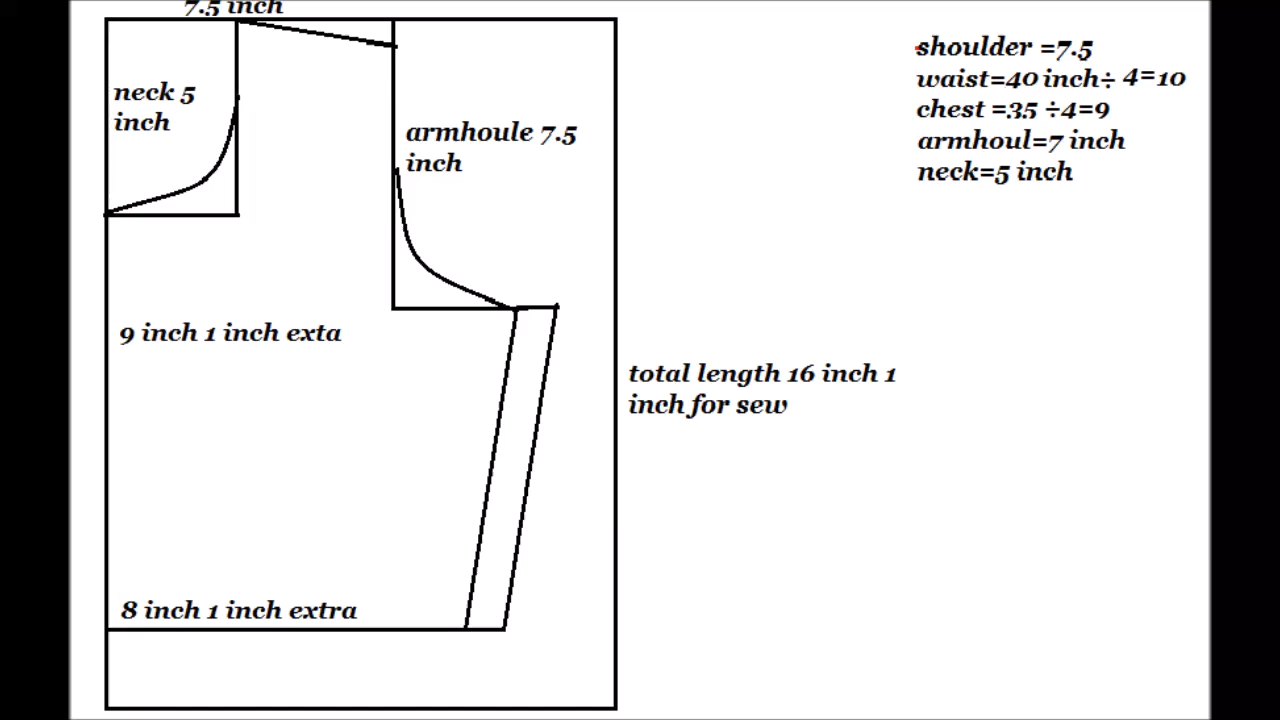 7.5 inch
neck 5
inch
armhoule 7.5
inch
9 inch 1 inch exta
8 inch 1 inch extra
total length 16 inch 1
inch for sew
shoulder =7.5
waist=40 inch÷ 4=10
chest =35 ÷4=9
armhoul=7 inch
neck=5 inch